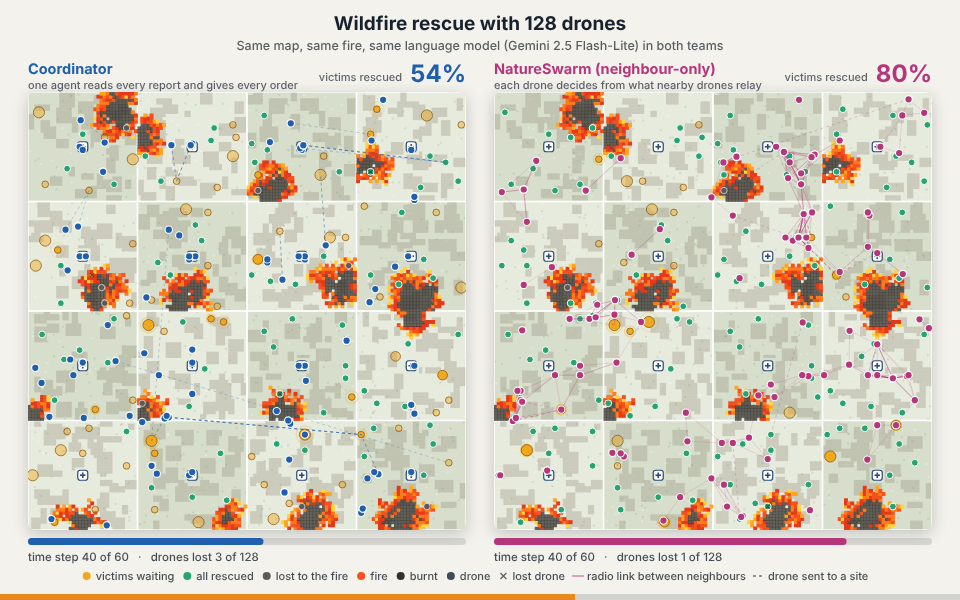 Wildfire rescue with 128 drones
Same map, same fire, same language model (Gemini 2.5 Flash-Lite) in both teams
Coordinator
one agent reads every report and gives every order
victims rescued 54%
NatureSwarm (neighbour-only)
each drone decides from what nearby drones relay
victims rescued 80%
time step 40 of 60 · drones lost 3 of 128
time step 40 of 60 · drones lost 1 of 128
victims waiting all rescued lost to the fire fire burnt drone × lost drone radio link between neighbours drone sent to a site